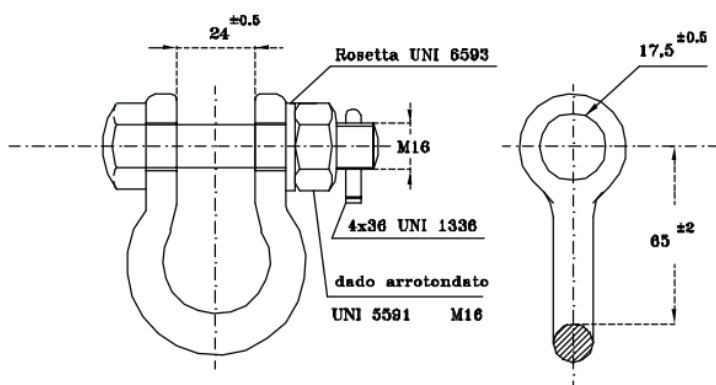 24 ±0.5
Rosetta UNI 6593
17,5 ±0.5
M16
4x36 UNI 1336
65 ±2
dado arrotondato
UNI 5591 M16